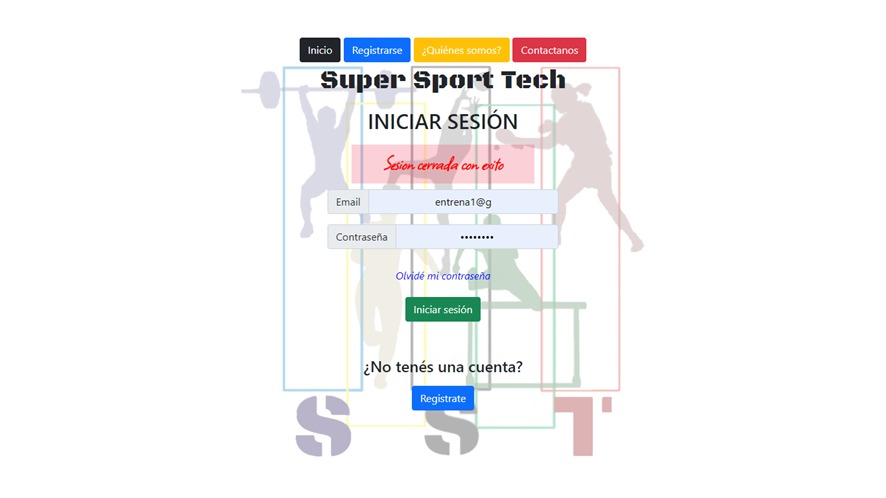 Inicio Registrarse ¿Quiénes somos? Contactanos
Super Sport Tech
INICIAR SESIÓN
Sesion cerrada con exito
Email entrena1@g
Contraseña ••••••••
Olvidé mi contraseña
Iniciar sesión
¿No tenés una cuenta?
Registrate
S S T